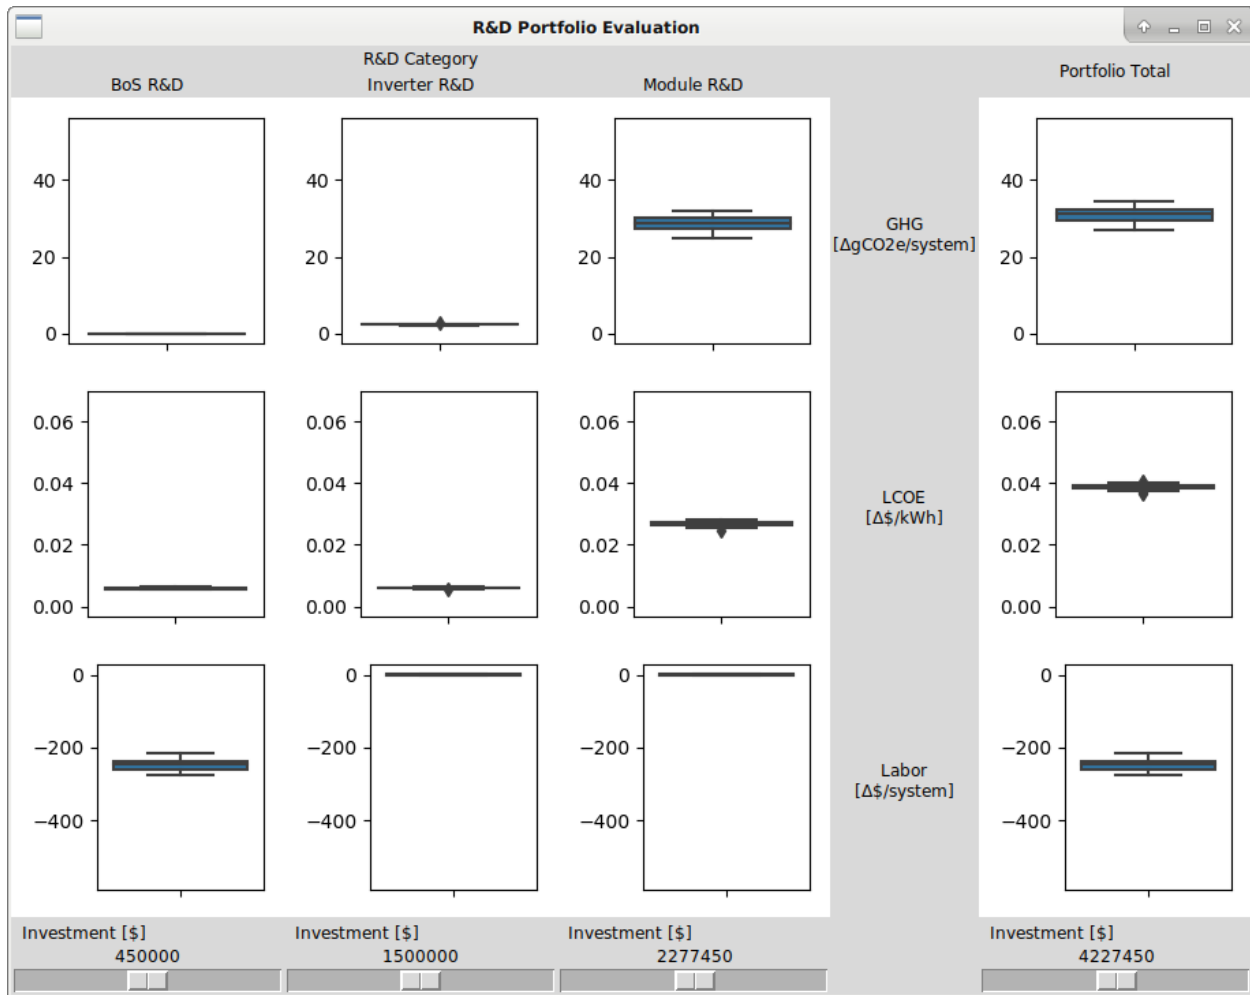 R&D Portfolio Evaluation
R&D Category
Portfolio Total
BoS R&D
Inverter R&D
Module R&D
40
20
0
40
20
0
40
20
0
GHG
[ΔgCO2e/system]
40
20
0
0.06
0.04
0.02
0.00
0.06
0.04
0.02
0.00
0.06
0.04
0.02
0.00
LCOE
[Δ$/kWh]
0.06
0.04
0.02
0.00
0
−200
−400
0
−200
−400
0
−200
−400
Labor
[Δ$/system]
0
−200
−400
Investment [$]
450000
Investment [$]
1500000
Investment [$]
2277450
Investment [$]
4227450